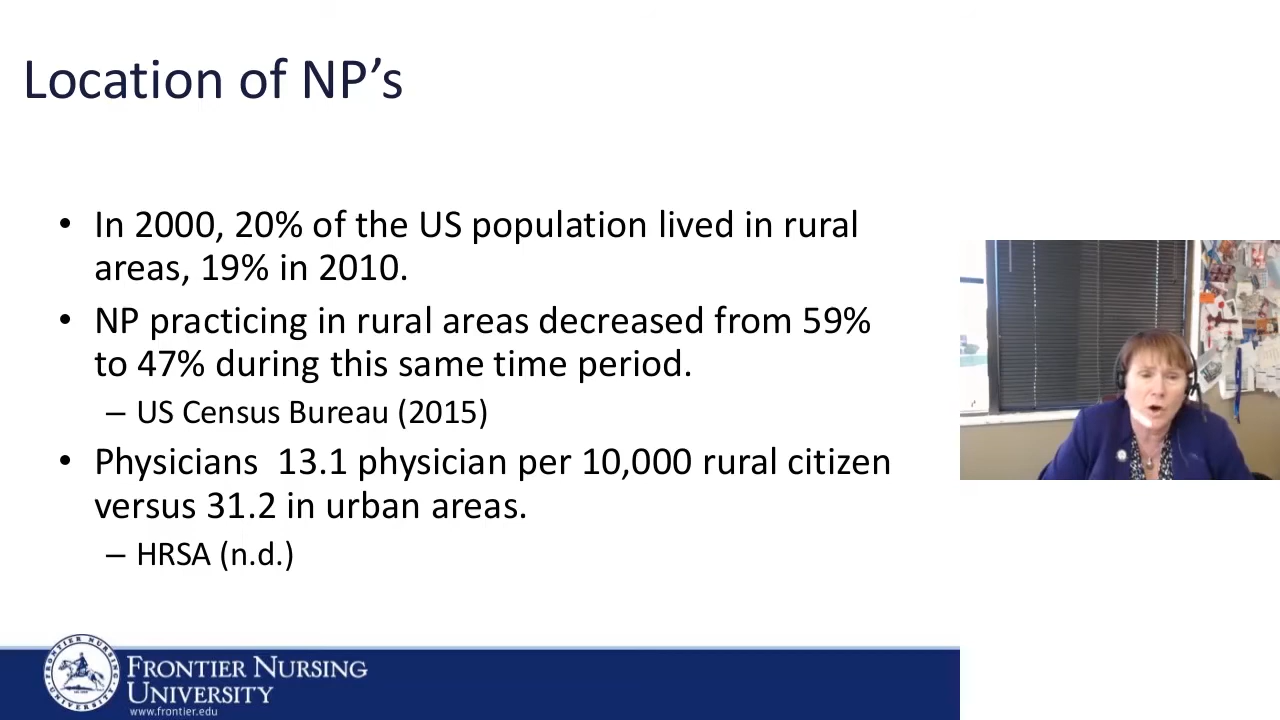 Location of NP’s
• In 2000, 20% of the US population lived in rural
areas, 19% in 2010.
• NP practicing in rural areas decreased from 59%
to 47% during this same time period.
– US Census Bureau (2015)
• Physicians  13.1 physician per 10,000 rural citizen
versus 31.2 in urban areas.
– HRSA (n.d.)
FRONTIER NURSING
UNIVERSITY
www.frontier.edu
FRONTIER NURSING
UNIVERSITY